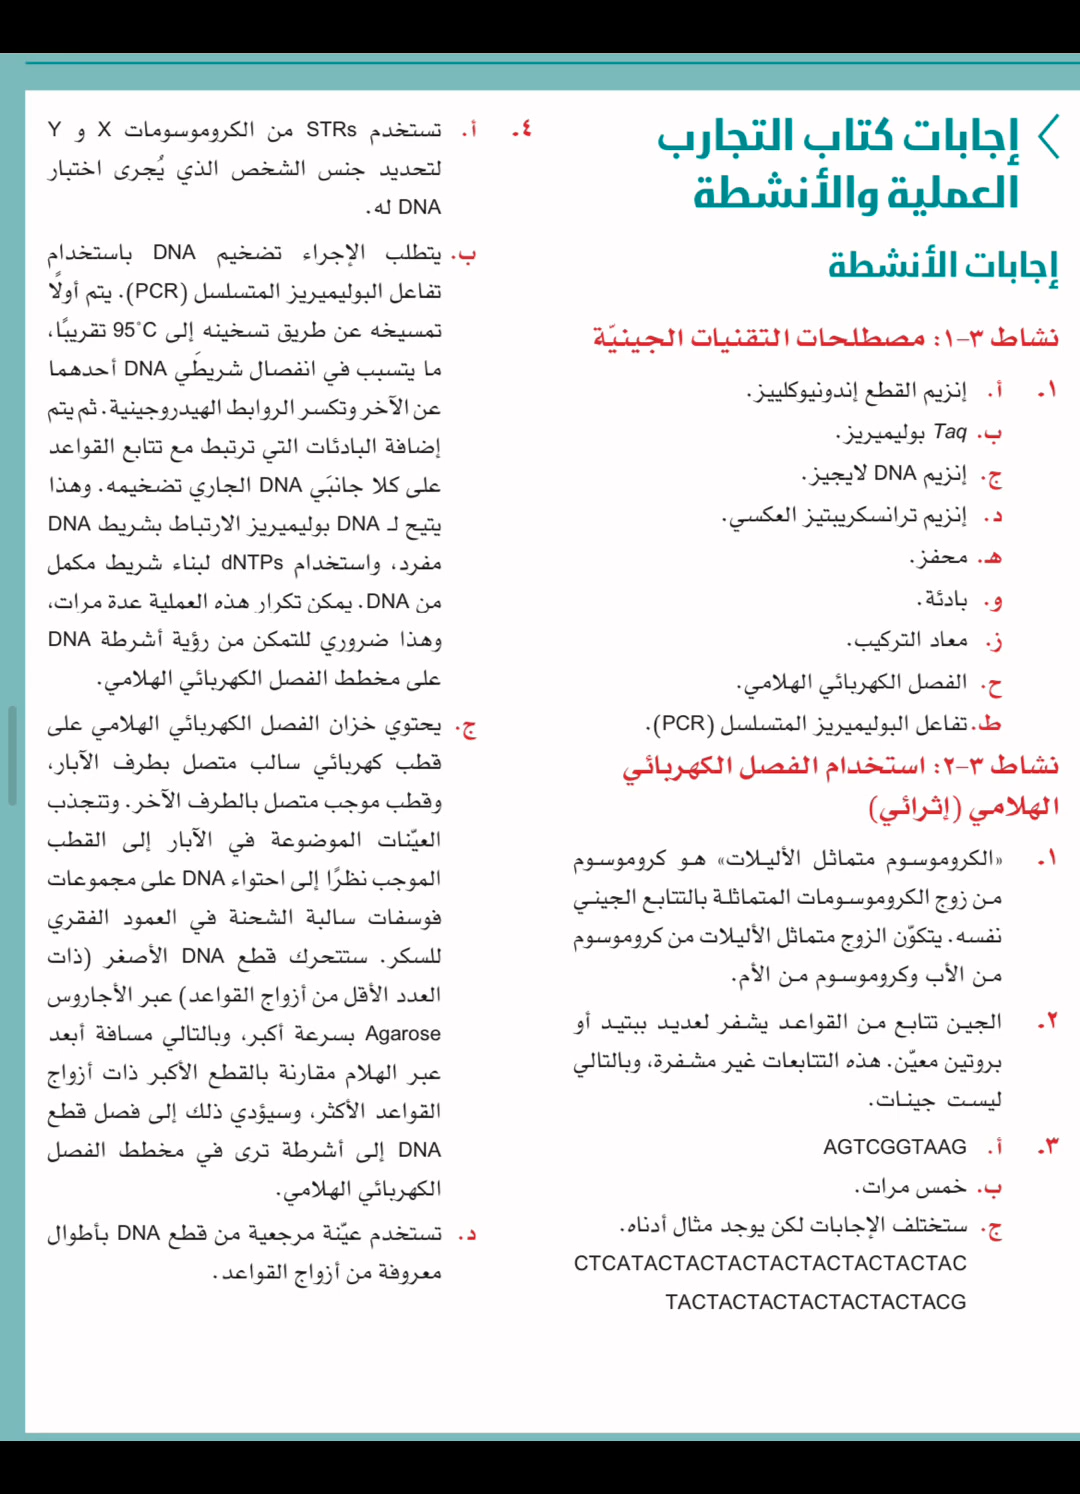 إجابات كتاب التجارب
العملية والأنشطة
إجابات الأنشطة
نشاط ٣-١: مصطلحات التقنيات الجينيّة
١. أ. إنزيم القطع إندونيوكلييز.
ب. Taq بوليميريز.
ج. إنزيم DNA لايجيز.
د. إنزيم ترانسكريبتيز العكسي.
هـ. محفز.
و. بادئة.
ز. معاد التركيب.
ح. الفصل الكهربائي الهلامي.
ط. تفاعل البوليميريز المتسلسل (PCR).
نشاط ٣-٢: استخدام الفصل الكهربائي
الهلامي (إثرائي)
١. «الكروموسوم متماثل الأليلات» هو كروموسوم
من زوج الكروموسومات المتماثلة بالتتابع الجيني
نفسه. يتكوّن الزوج متماثل الأليلات من كروموسوم
من الأب وكروموسوم من الأم.
٢. الجين تتابع من القواعد يشفر لعديد ببتيد أو
بروتين معيّن. هذه التتابعات غير مشفرة، وبالتالي
ليست جينات.
٣. أ. AGTCGGTAAG
ب. خمس مرات.
ج. ستختلف الإجابات لكن يوجد مثال أدناه.
CTCATACTACTACTACTACTACTACTAC
TACTACTACTACTACTACTACG
٤. أ. تستخدم STRs من الكروموسومات X و Y
لتحديد جنس الشخص الذي يُجرى اختبار
DNA له.
ب. يتطلب الإجراء تضخيم DNA باستخدام
تفاعل البوليميريز المتسلسل (PCR). يتم أولًا
تمسيخه عن طريق تسخينه إلى 95˚C تقريبًا،
ما يتسبب في انفصال شريطَي DNA أحدهما
عن الآخر وتكسر الروابط الهيدروجينية. ثم يتم
إضافة البادئات التي ترتبط مع تتابع القواعد
على كلا جانبَي DNA الجاري تضخيمه. وهذا
يتيح لـ DNA بوليميريز الارتباط بشريط DNA
مفرد، واستخدام dNTPs لبناء شريط مكمل
من DNA. يمكن تكرار هذه العملية عدة مرات،
وهذا ضروري للتمكن من رؤية أشرطة DNA
على مخطط الفصل الكهربائي الهلامي.
ج. يحتوي خزان الفصل الكهربائي الهلامي على
قطب كهربائي سالب متصل بطرف الآبار،
وقطب موجب متصل بالطرف الآخر. وتنجذب
العيّنات الموضوعة في الآبار إلى القطب
الموجب نظرًا إلى احتواء DNA على مجموعات
فوسفات سالبة الشحنة في العمود الفقري
للسكر. ستتحرك قطع DNA الأصغر (ذات
العدد الأقل من أزواج القواعد) عبر الأجاروس
Agarose بسرعة أكبر، وبالتالي مسافة أبعد
عبر الهلام مقارنة بالقطع الأكبر ذات أزواج
القواعد الأكثر، وسيؤدي ذلك إلى فصل قطع
DNA إلى أشرطة ترى في مخطط الفصل
الكهربائي الهلامي.
د. تستخدم عيّنة مرجعية من قطع DNA بأطوال
معروفة من أزواج القواعد.